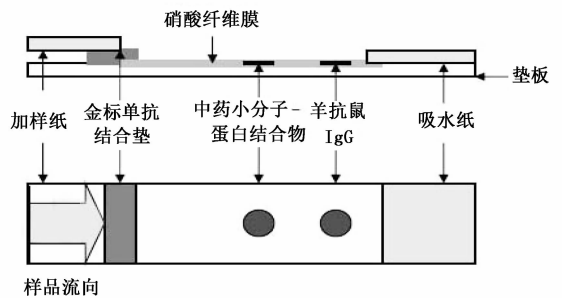 硝酸纤维膜
垫板
加样纸
金标单抗
结合垫
中药小分子-
蛋白结合物
羊抗鼠
IgG
吸水纸
样品流向